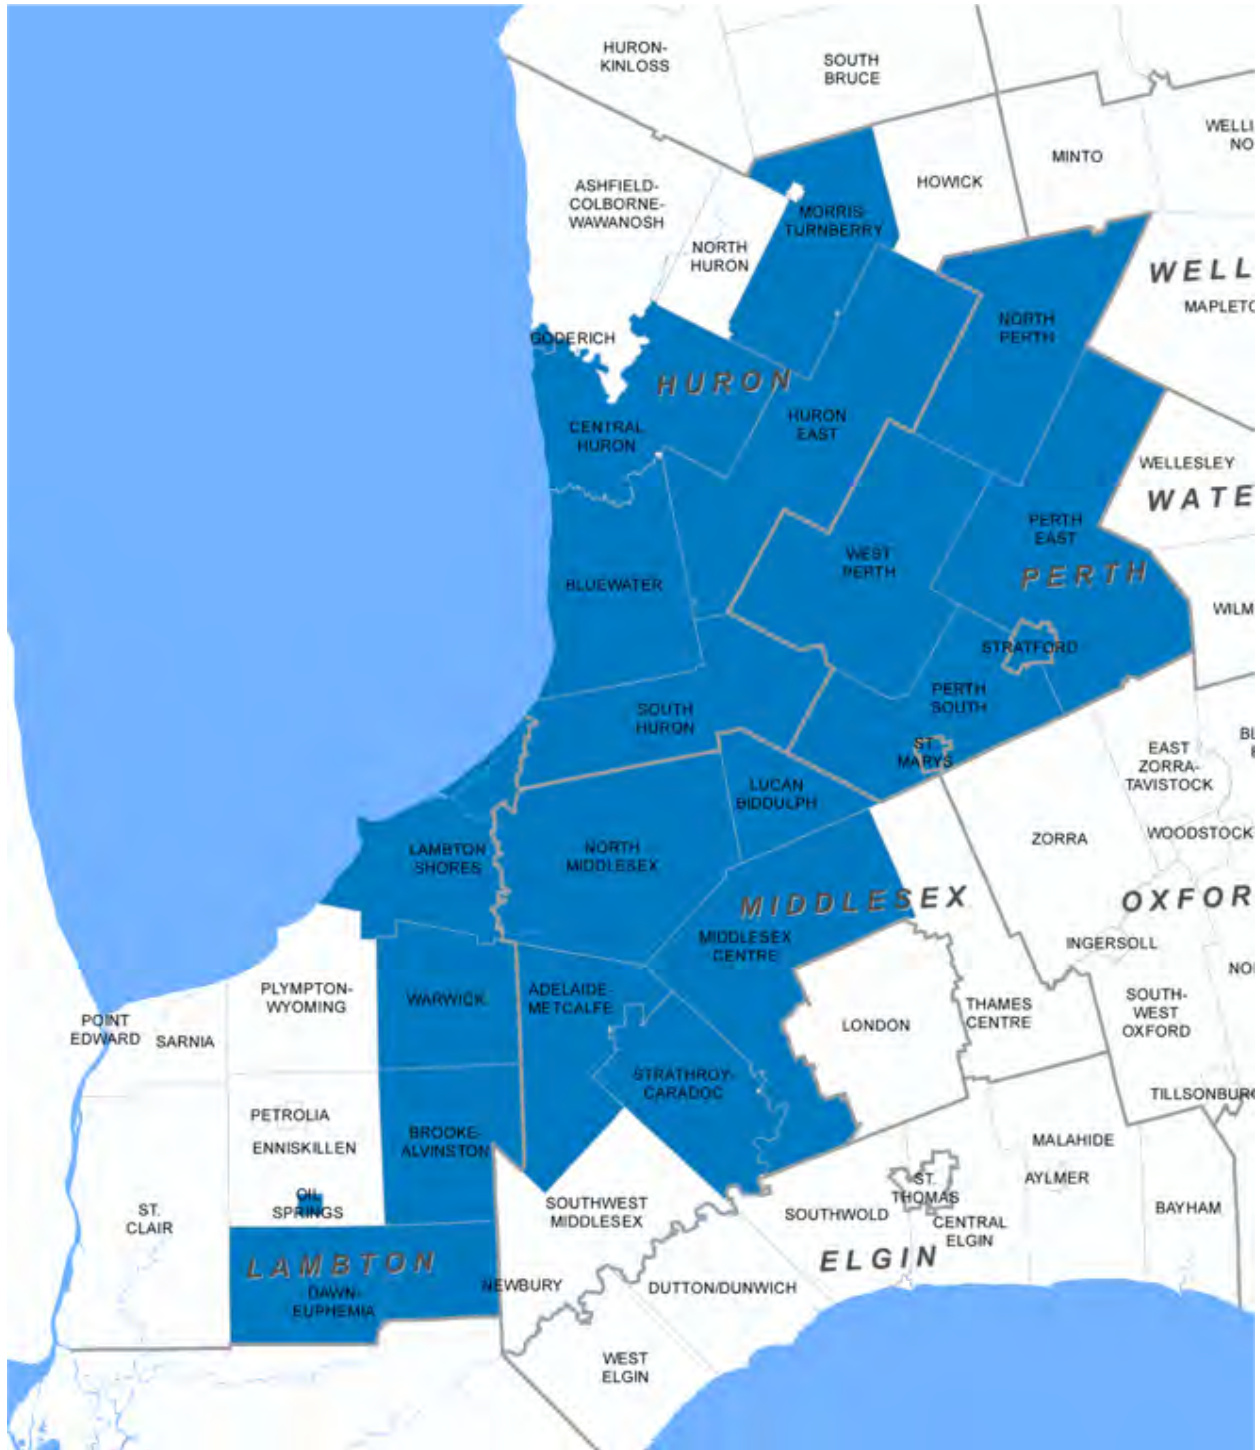 HURON-
KINLOSS
SOUTH
BRUCE
WELLI
NO
MINTO
HOWICK
ASHFIELD-
COLBORNE-
WAWANOSH
MORRIS-
TURNBERRY
NORTH
HURON
WELL
MAPLETO
NORTH
PERTH
GODERICH
HURON
HURON
EAST
CENTRAL
HURON
WELLESLEY
WATE
PERTH
EAST
WEST
PERTH
BLUEWATER
PERTH
WILM
STRATFORD
PERTH
SOUTH
SOUTH
HURON
ST.
MARYS
EAST
ZORRA-
TAVISTOCK
LUCAN
BIDDULPH
WOODSTOCK
ZORRA
LAMBTON
SHORES
NORTH
MIDDLESEX
MIDDLESEX
OXFOR
MIDDLESEX
CENTRE
INGERSOLL
NO
PLYMPTON-
WYOMING
WARWICK
ADELAIDE-
METCALFE
SOUTH-
WEST
OXFORD
THAMES
CENTRE
LONDON
POINT
EDWARD
SARNIA
STRATHROY-
CARADOC
TILLSONBURG
PETROLIA
ENNISKILLEN
BROOKE-
ALVINSTON
MALAHIDE
AYLMER
OIL
SPRINGS
ST.
CLAIR
SOUTHWEST
MIDDLESEX
SOUTHWOLD
ST.
THOMAS
CENTRAL
ELGIN
BAYHAM
LAMBTON
ELGIN
NEWBURY
DUTTON/DUNWICH
DAWN-
EUPHEMIA
WEST
ELGIN